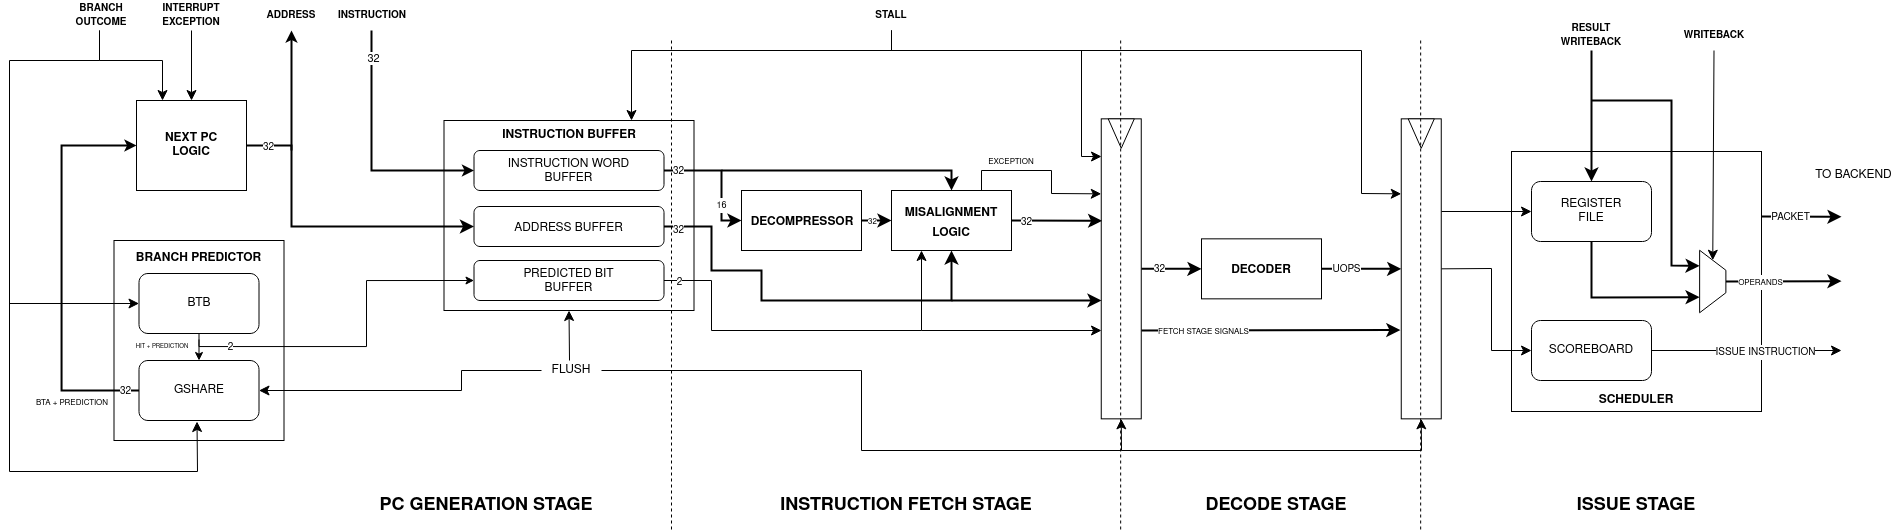 BRANCH
OUTCOME
INTERRUPT
EXCEPTION
ADDRESS
INSTRUCTION
STALL
RESULT
WRITEBACK
WRITEBACK
32
NEXT PC
LOGIC
32
INSTRUCTION BUFFER
INSTRUCTION WORD
BUFFER
32
ADDRESS BUFFER
32
PREDICTED BIT
BUFFER
2
16
DECOMPRESSOR
32
MISALIGNMENT
LOGIC
EXCEPTION
32
32
DECODER
UOPS
FETCH STAGE SIGNALS
REGISTER
FILE
TO BACKEND
PACKET
OPERANDS
SCOREBOARD
ISSUE INSTRUCTION
SCHEDULER
BRANCH PREDICTOR
BTB
HIT + PREDICTION
2
GSHARE
32
BTA + PREDICTION
FLUSH
PC GENERATION STAGE
INSTRUCTION FETCH STAGE
DECODE STAGE
ISSUE STAGE